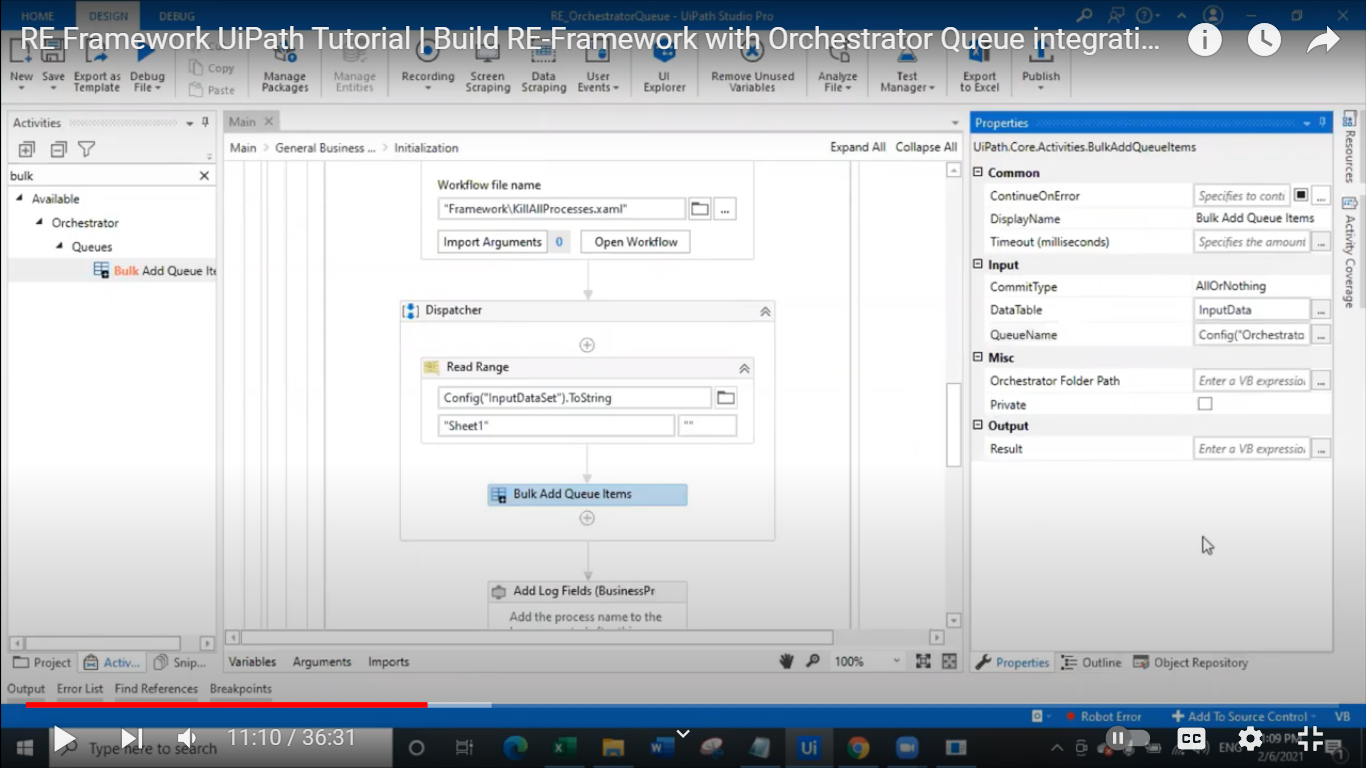 HOME DESIGN DEBUG RE_OrchestratorQueue - UiPath Studio Pro
RE Framework UiPath Tutorial | Build RE-Framework with Orchestrator Queue integrati...
New Save Export as Template Debug File Copy Paste Manage Packages Manage Entities Recording Screen Scraping Data Scraping User Events UI Explorer Remove Unused Variables Analyze File Test Manager Export to Excel Publish
Activities
bulk
Available
Orchestrator
Queues
Bulk Add Queue Ite
Main
Main > General Business ... > Initialization Expand All Collapse All
Workflow file name
"Framework\KillAllProcesses.xaml" ...
Import Arguments 0 Open Workflow
Dispatcher
Read Range
Config("InputDataSet").ToString
"Sheet1" ""
Bulk Add Queue Items
Add Log Fields (BusinessPr
Add the process name to the
Properties
UiPath.Core.Activities.BulkAddQueueItems
Common
ContinueOnError Specifies to conti ...
DisplayName Bulk Add Queue Items
Timeout (milliseconds) Specifies the amount ...
Input
CommitType AllOrNothing
DataTable InputData ...
QueueName Config("Orchestrato ...
Misc
Orchestrator Folder Path Enter a VB expression ...
Private
Output
Result Enter a VB expression ...
Resources
Activity Coverage
Project Activ... Snip... Variables Arguments Imports 100% Properties Outline Object Repository
Output Error List Find References Breakpoints
Robot Error Add To Source Control VB
Type here to search
11:10 / 36:31
CC
ENG
:09 PM
2/6/2021